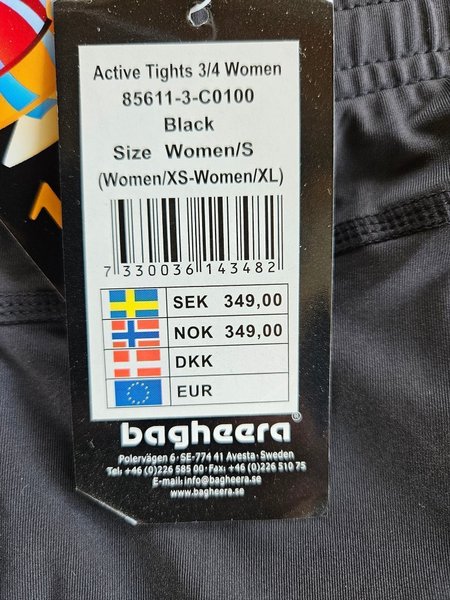 Active Tights 3/4 Women
85611-3-C0100
Black
Size Women/S
(Women/XS-Women/XL)
7 330036 143482
SEK 349,00
NOK 349,00
DKK
EUR
bagheera®
Polervägen 6 · SE-774 41 Avesta · Sweden
Tel: +46 (0)226 585 00 · Fax: +46 (0)226 510 75
E-mail: info@bagheera.se
www.bagheera.se